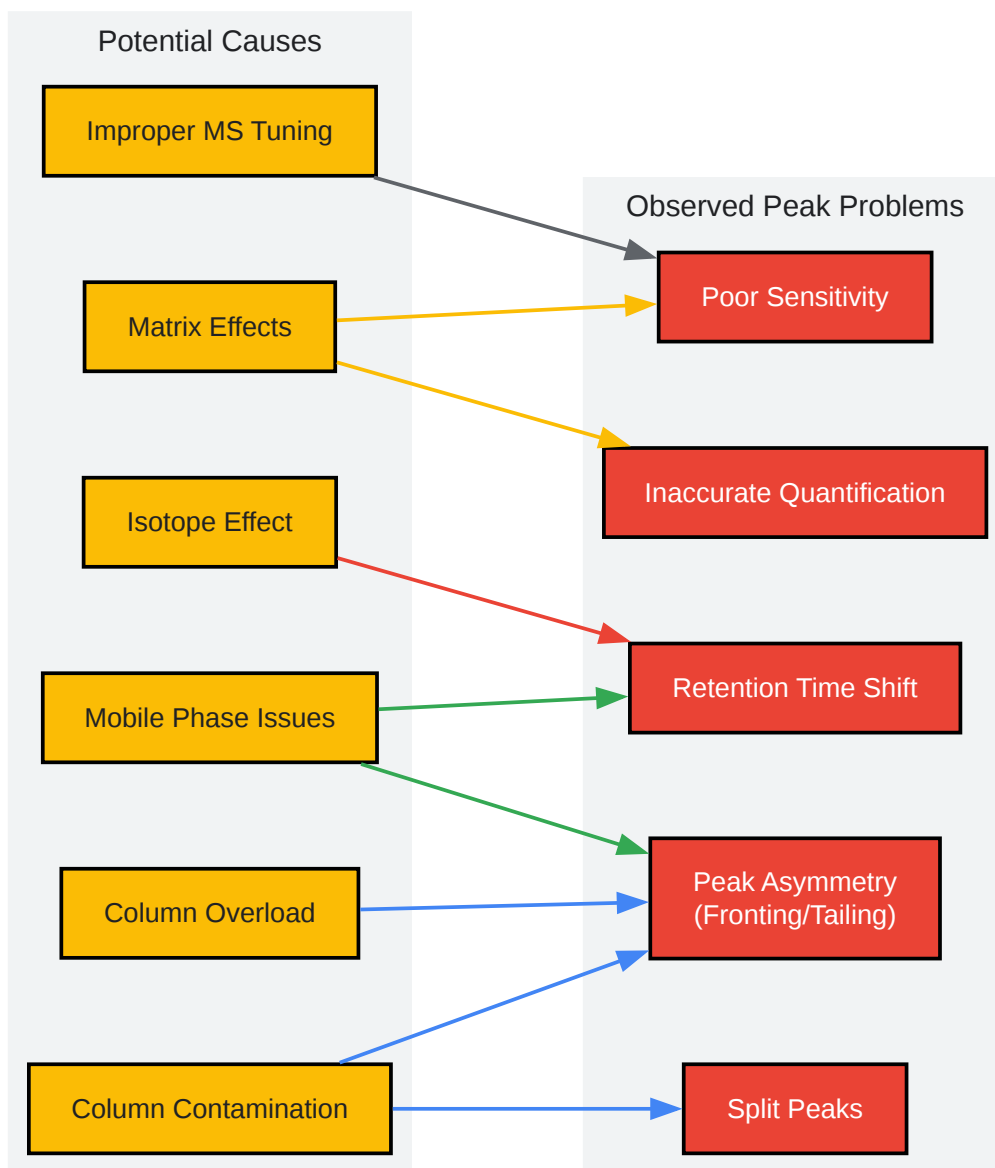 Potential Causes
Improper MS Tuning
Matrix Effects
Isotope Effect
Mobile Phase Issues
Column Overload
Column Contamination
Observed Peak Problems
Poor Sensitivity
Inaccurate Quantification
Retention Time Shift
Peak Asymmetry
(Fronting/Tailing)
Split Peaks